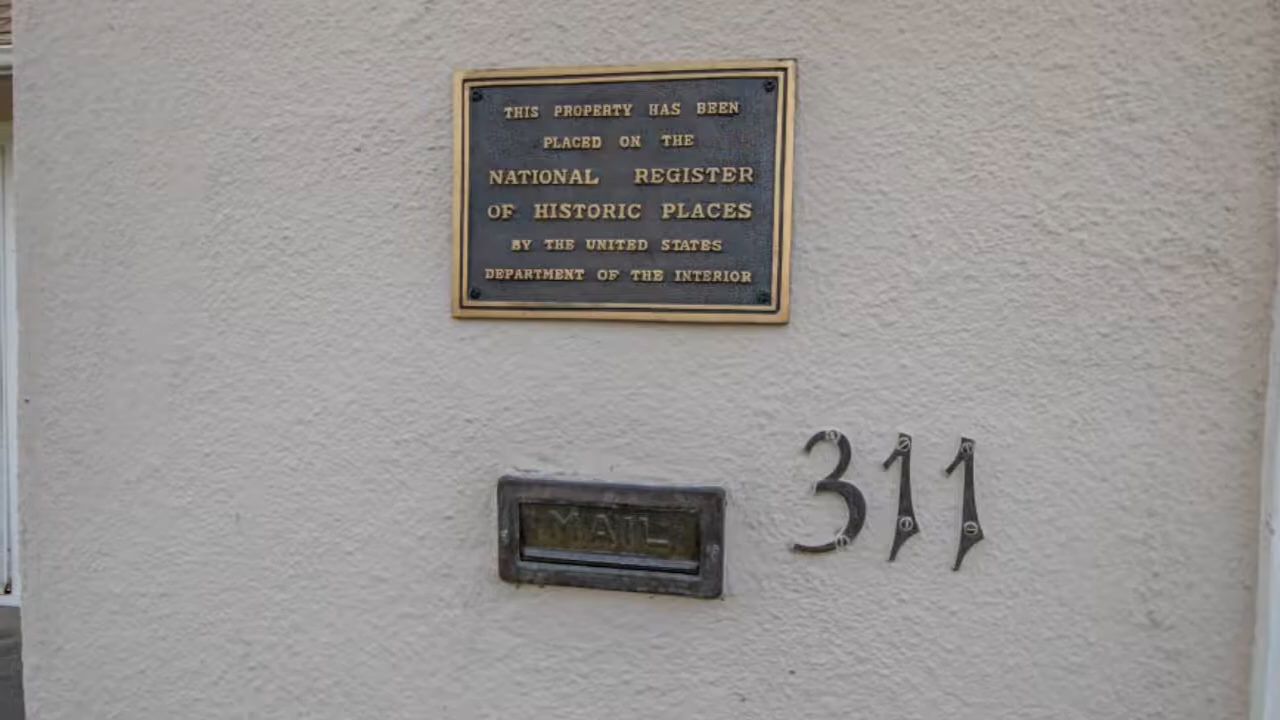 THIS PROPERTY HAS BEEN
PLACED ON THE
NATIONAL REGISTER
OF HISTORIC PLACES
BY THE UNITED STATES
DEPARTMENT OF THE INTERIOR
MAIL
311